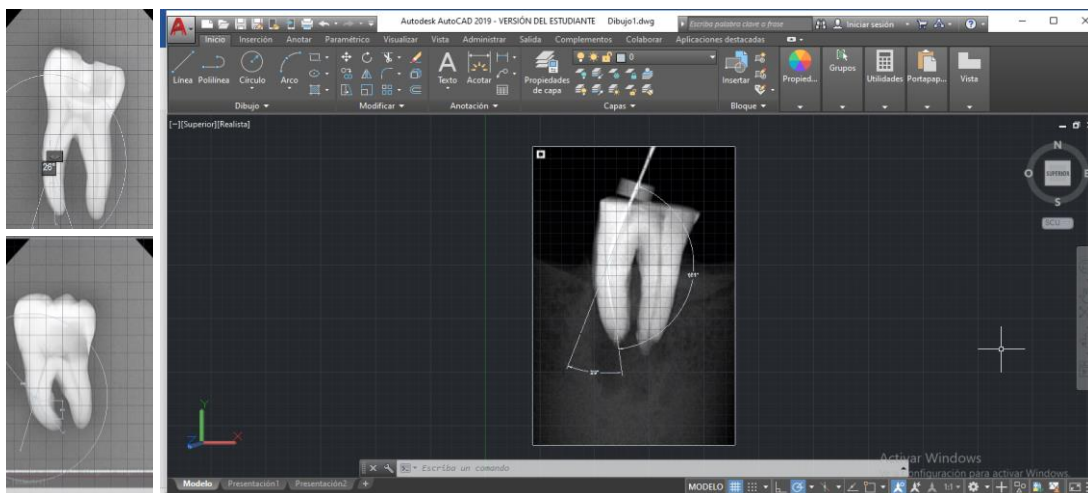 26°
Autodesk AutoCAD 2019 - VERSIÓN DEL ESTUDIANTE Dibujo1.dwg
Escriba palabra clave o frase
Iniciar sesión
Inicio Inserción Anotar Paramétrico Visualizar Vista Administrar Salida Complementos Colaborar Aplicaciones destacadas
Línea Polilínea Círculo Arco
Texto Acotar
Propiedades de capa
0
Insertar
Propied...
Grupos
Utilidades
Portapap...
Vista
Dibujo
Modificar
Anotación
Capas
Bloque
[-][Superior][Realista]
N
O SUPERIOR E
S
SCU
Y
Z X
Escriba un comando
Activar Windows
configuración para activar Windows.
Modelo Presentación1 Presentación2 +
MODELO 1:1